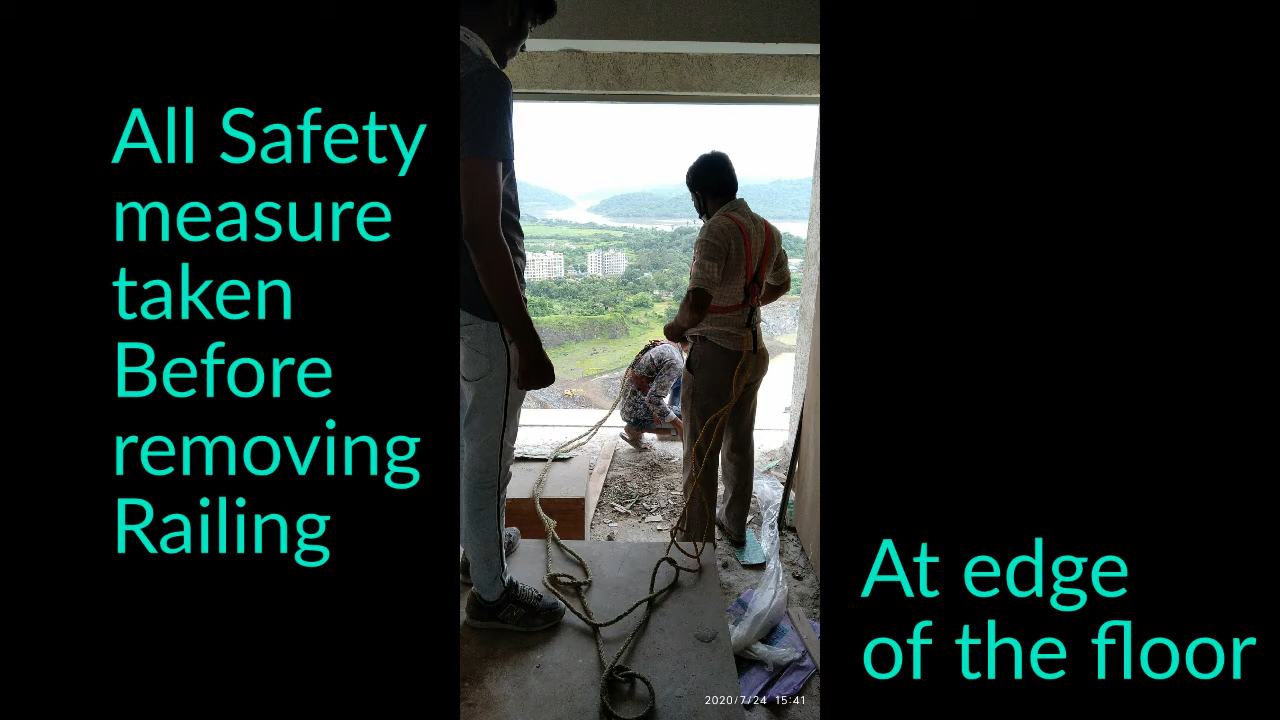 All Safety
measure
taken
Before
removing
Railing
At edge
of the floor
2020/7/24 15:41